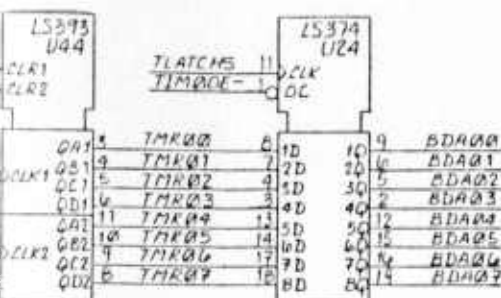 LS393
U44
CLR1
CLR2
LS374
U24
TLATCHS 11 CLK
TIMODE- 1 OC
QA1 3 TMR00 8 1D 1Q 9 BDA00
CLK1 QB1 4 TMR01 7 2D 2Q 6 BDA01
QC1 5 TMR02 4 3D 3Q 5 BDA02
QD1 6 TMR03 3 4D 4Q 2 BDA03
QA2 11 TMR04 13 5D 5Q 12 BDA04
CLK2 QB2 10 TMR05 14 6D 6Q 15 BDA05
QC2 9 TMR06 17 7D 7Q 16 BDA06
QD2 8 TMR07 18 8D 8Q 19 BDA07